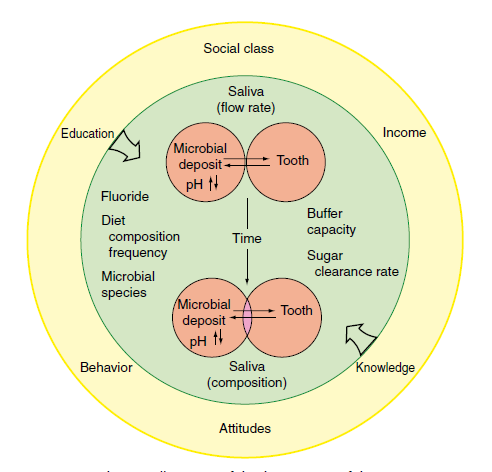 Social class
Saliva
(flow rate)
Education
Income
Microbial
deposit
pH
Tooth
Fluoride
Diet
composition
frequency
Microbial
species
Time
Buffer
capacity
Sugar
clearance rate
Microbial
deposit
pH
Tooth
Behavior
Saliva
(composition)
Knowledge
Attitudes